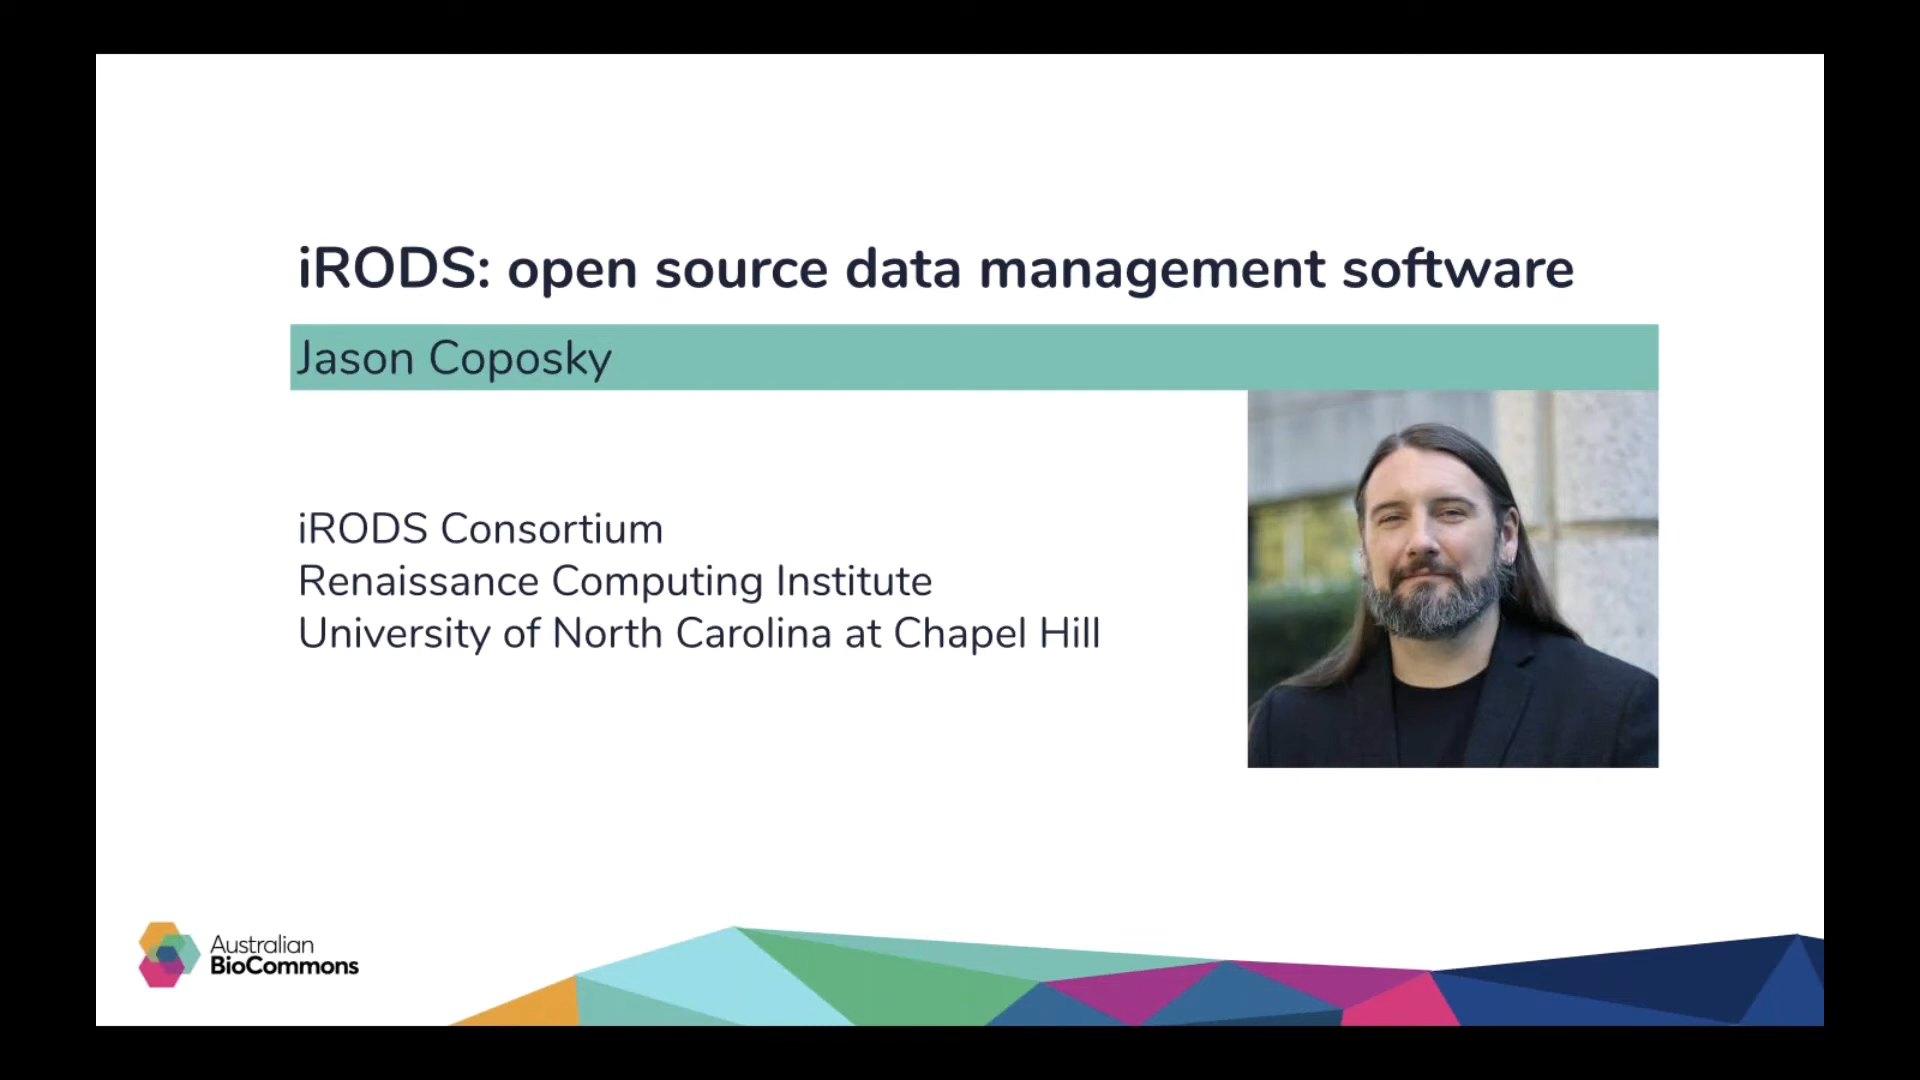 iRODS: open source data management software
Jason Coposky
iRODS Consortium
Renaissance Computing Institute
University of North Carolina at Chapel Hill
Australian
BioCommons